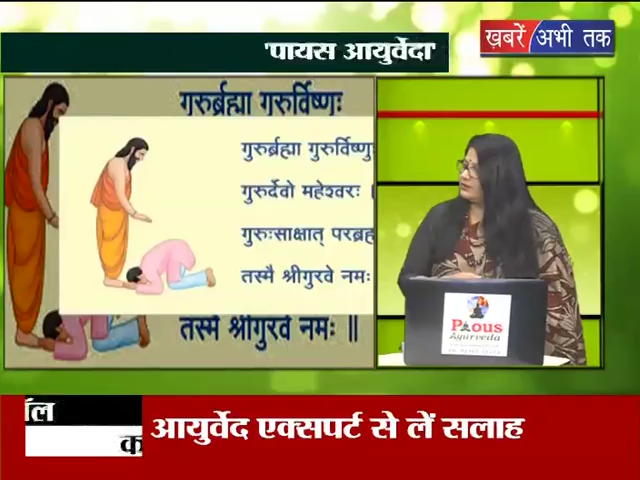 ख़बरें अभी तक
'पायस आयुर्वेदा'
गुरुर्ब्रह्मा गुरुर्विष्णुः
गुरुर्ब्रह्मा गुरुर्विष्णु
गुरुर्देवो महेश्वरः ।
गुरुःसाक्षात् परब्रह
तस्मै श्रीगुरवे नमः
तस्मै श्रीगुरवे नमः ॥
Pious
Ayurveda
ॉल
क
आयुर्वेद एक्सपर्ट से लें सलाह